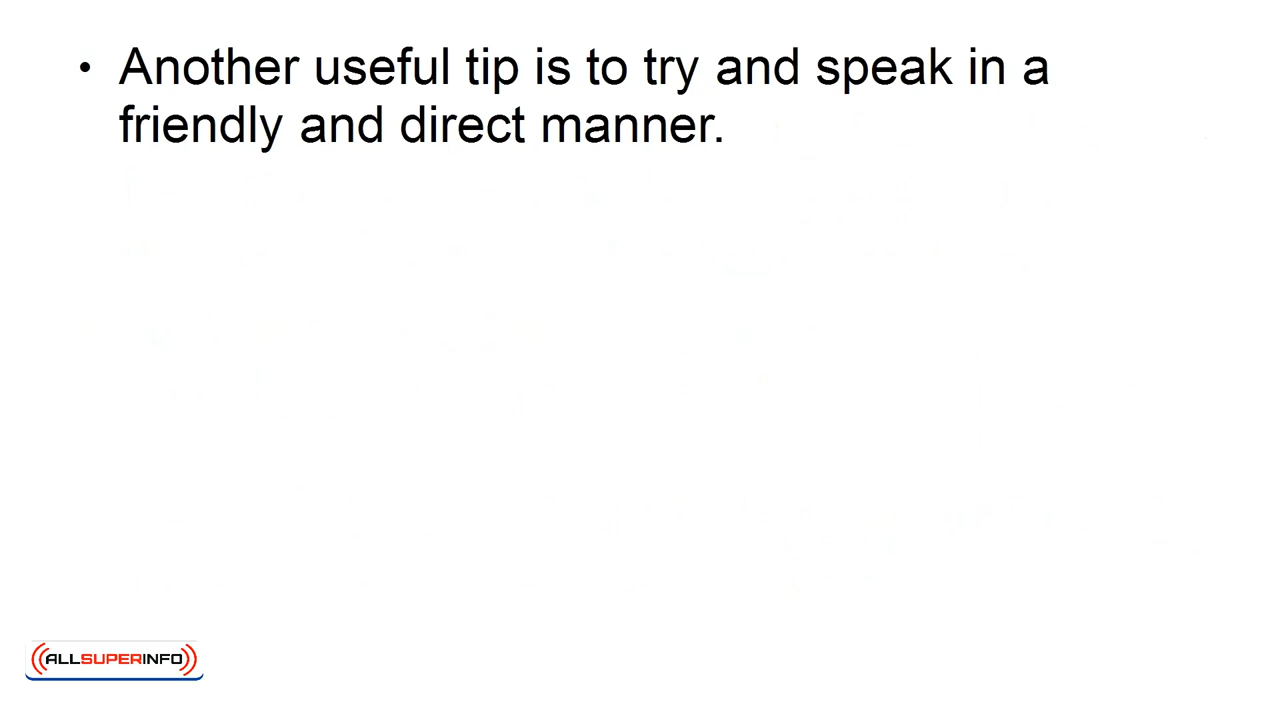 • Another useful tip is to try and speak in a
friendly and direct manner.
ALLSUPERINFO